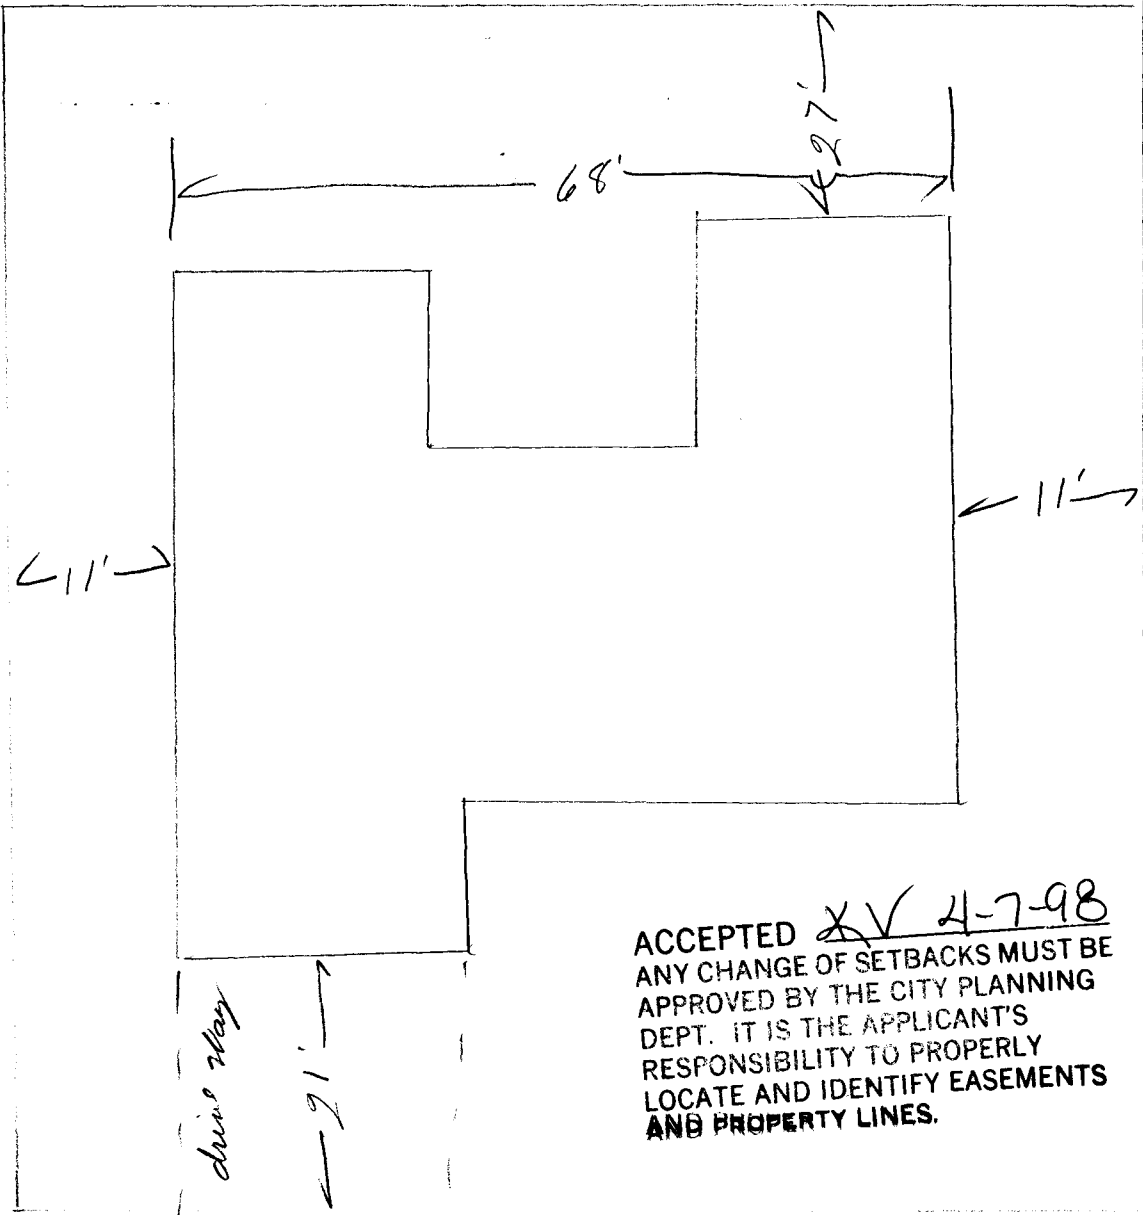 27'
68'
11'
11'
ACCEPTED XV 4-7-98
ANY CHANGE OF SETBACKS MUST BE
APPROVED BY THE CITY PLANNING
DEPT. IT IS THE APPLICANT'S
RESPONSIBILITY TO PROPERLY
LOCATE AND IDENTIFY EASEMENTS
AND PROPERTY LINES.
drive way
21'